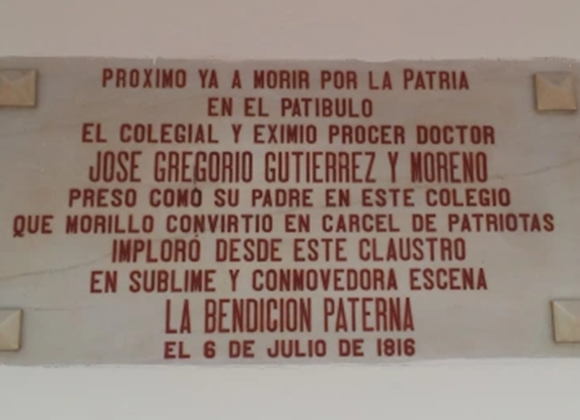 PROXIMO YA A MORIR POR LA PATRIA
EN EL PATIBULO
EL COLEGIAL Y EXIMIO PROCER DOCTOR
JOSE GREGORIO GUTIERREZ Y MORENO
PRESO COMO SU PADRE EN ESTE COLEGIO
QUE MORILLO CONVIRTIO EN CARCEL DE PATRIOTAS
IMPLORÓ DESDE ESTE CLAUSTRO
EN SUBLIME Y CONMOVEDORA ESCENA
LA BENDICION PATERNA
EL 6 DE JULIO DE 1816